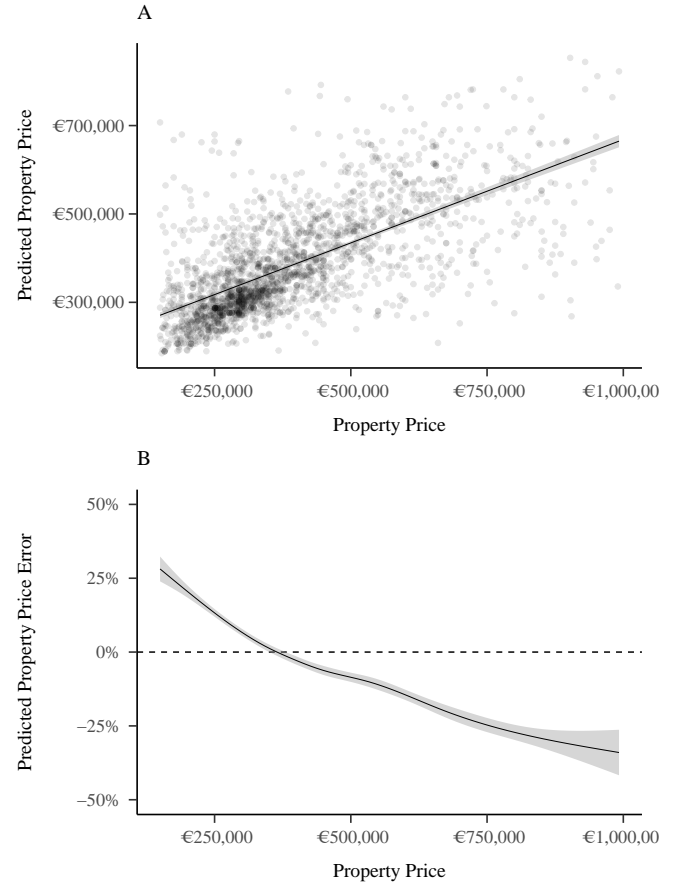 A
Predicted Property Price
€700,000
€500,000
€300,000
€250,000 €500,000 €750,000 €1,000,00
Property Price
B
Predicted Property Price Error
50%
25%
0%
−25%
−50%
€250,000 €500,000 €750,000 €1,000,00
Property Price